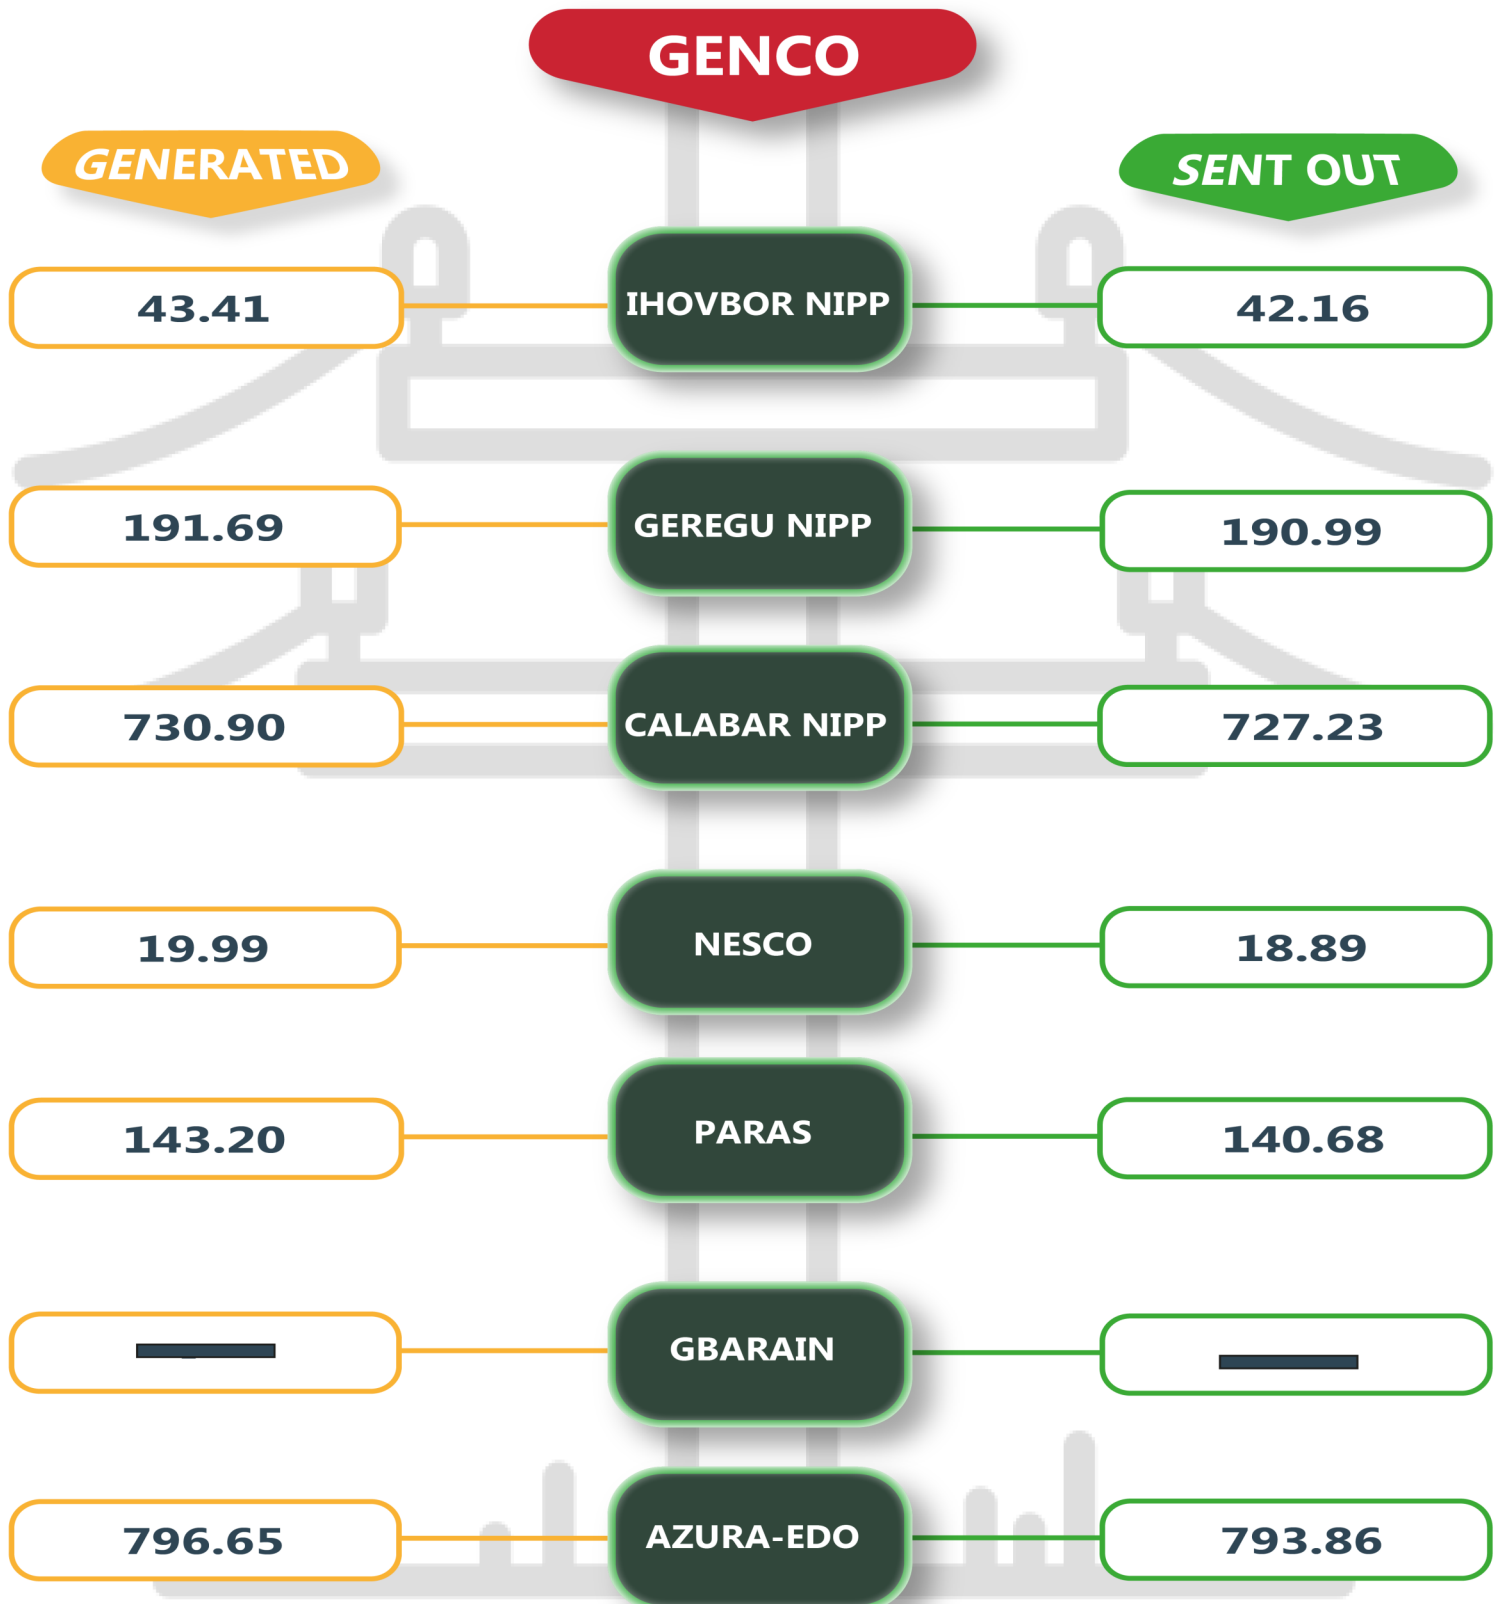 GENCO
GENERATED
SENT OUT
43.41
IHOVBOR NIPP
42.16
191.69
GEREGU NIPP
190.99
730.90
CALABAR NIPP
727.23
19.99
NESCO
18.89
143.20
PARAS
140.68
GBARAIN
796.65
AZURA-EDO
793.86